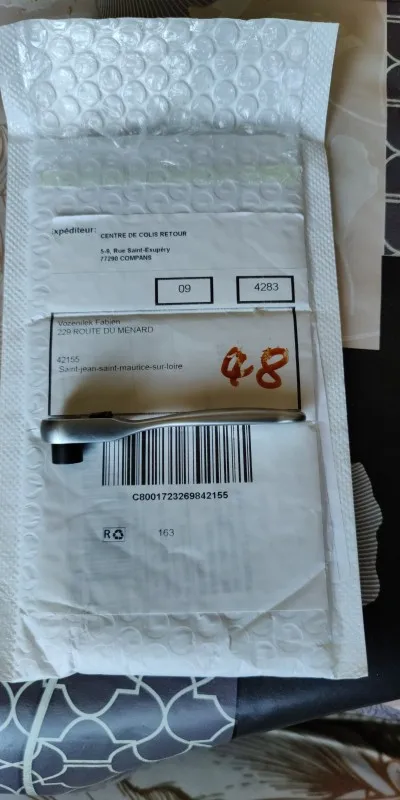 Expéditeur: CENTRE DE COLIS RETOUR
5-9, Rue Saint-Exupéry
77290 COMPANS
09
4283
Vozenilek Fabien
229 ROUTE DU MENARD
42155
Saint-jean-saint-maurice-sur-loire
48
C8001723269842155
R
163